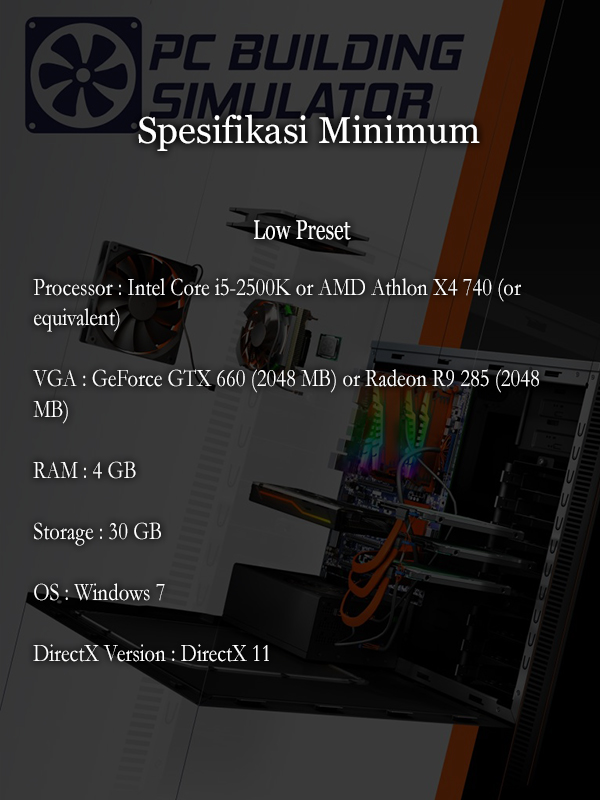 PC BUILDING
SIMULATOR
Spesifikasi Minimum
Low Preset
Processor : Intel Core i5-2500K or AMD Athlon X4 740 (or
equivalent)
VGA : GeForce GTX 660 (2048 MB) or Radeon R9 285 (2048
MB)
RAM : 4 GB
Storage : 30 GB
OS : Windows 7
DirectX Version : DirectX 11